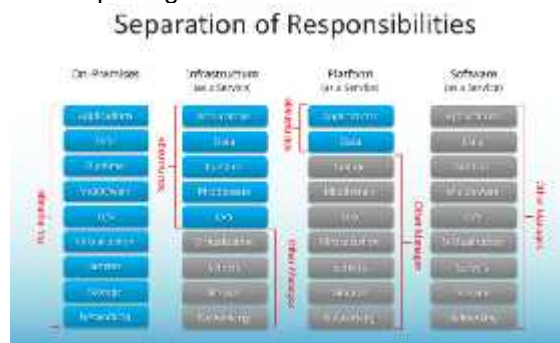 Separation of Responsibilities
On-Premises
Infrastructure
(as a Service)
Platform
(as a Service)
Software
(as a Service)
Applications
Data
Runtime
Middleware
O/S
Virtualization
Servers
Storage
Networking
You Manage
Applications
Data
Runtime
Middleware
O/S
Virtualization
Servers
Storage
Networking
You Manage
Other Manages
Applications
Data
Runtime
Middleware
O/S
Virtualization
Servers
Storage
Networking
You Manage
Other Manages
Applications
Data
Runtime
Middleware
O/S
Virtualization
Servers
Storage
Networking
Other Manages